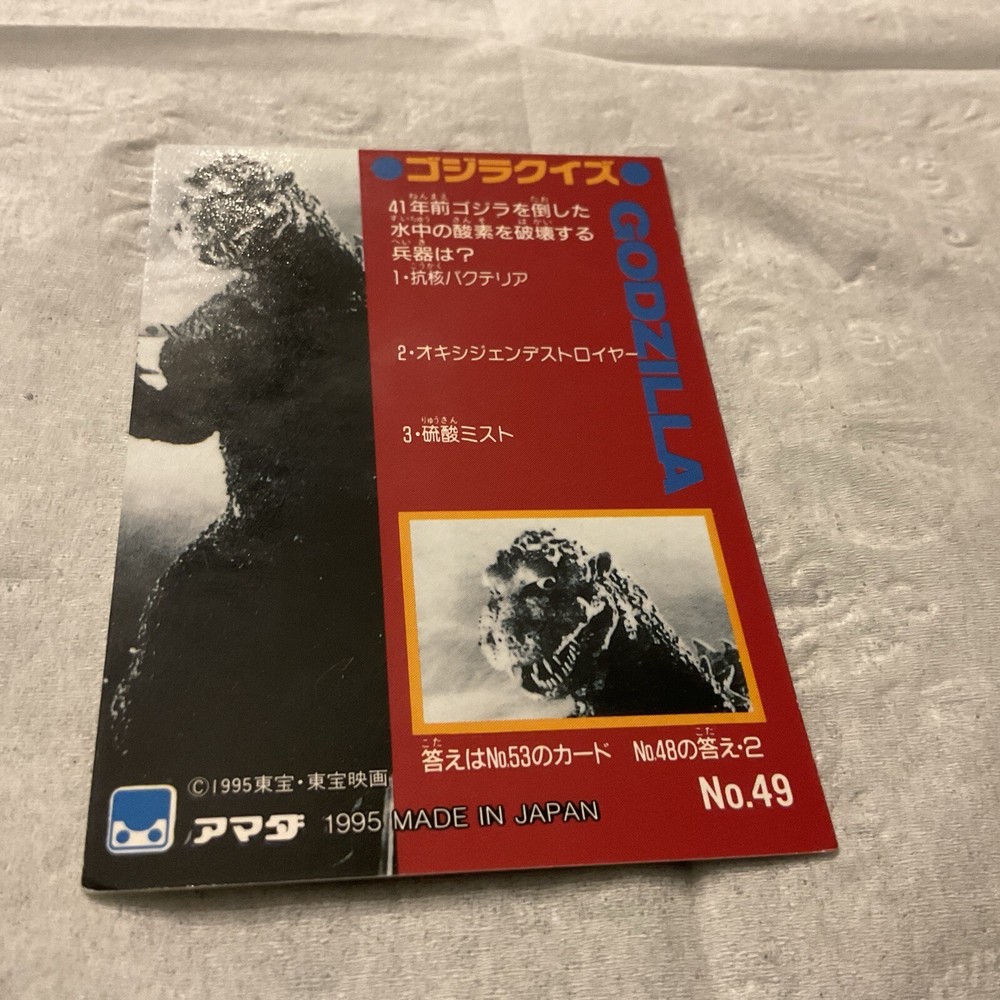 ゴジラクイズ
GODZILLA
41年前ゴジラを倒した
水中の酸素を破壊する
兵器は?
1・抗核バクテリア
2・オキシジェンデストロイヤー
3・硫酸ミスト
答えはNo.53のカード No.48の答え・2
No.49
©1995東宝・東宝映画
アマダ 1995 MADE IN JAPAN